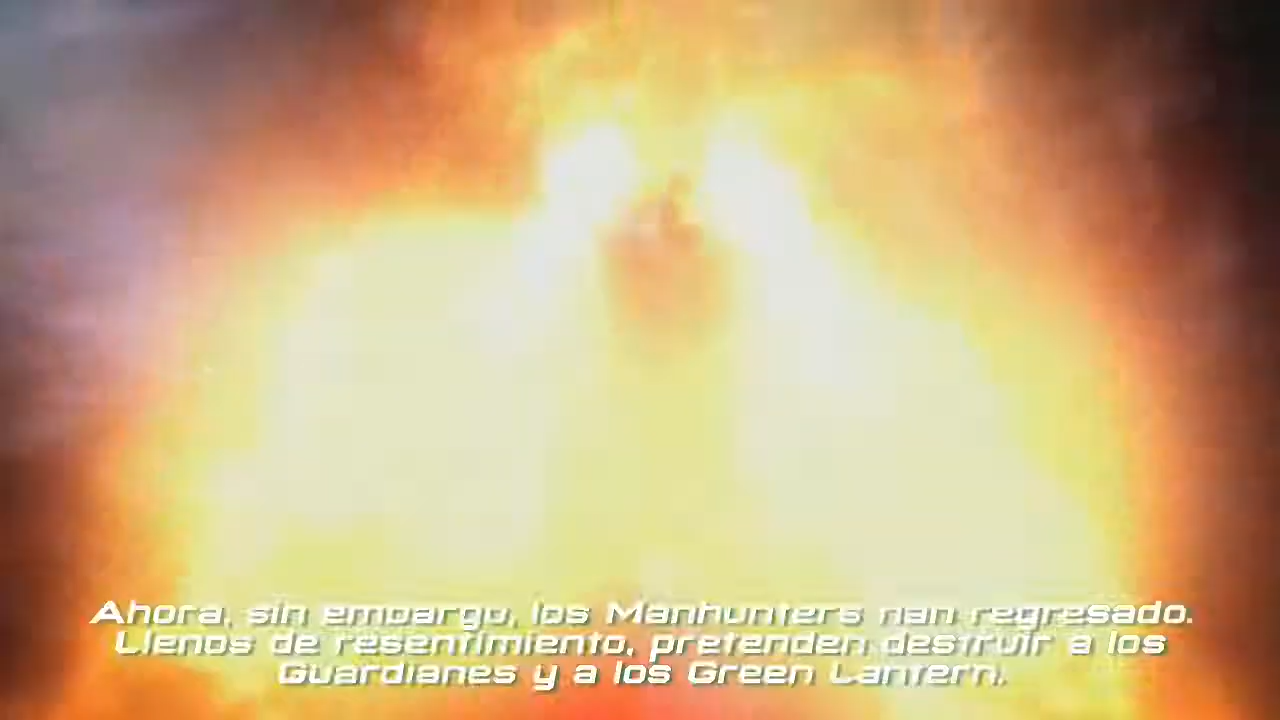 Ahora, sin embargo, los Manhunters han regresado.
Llenos de resentimiento, pretenden destruir a los
Guardianes y a los Green Lantern.